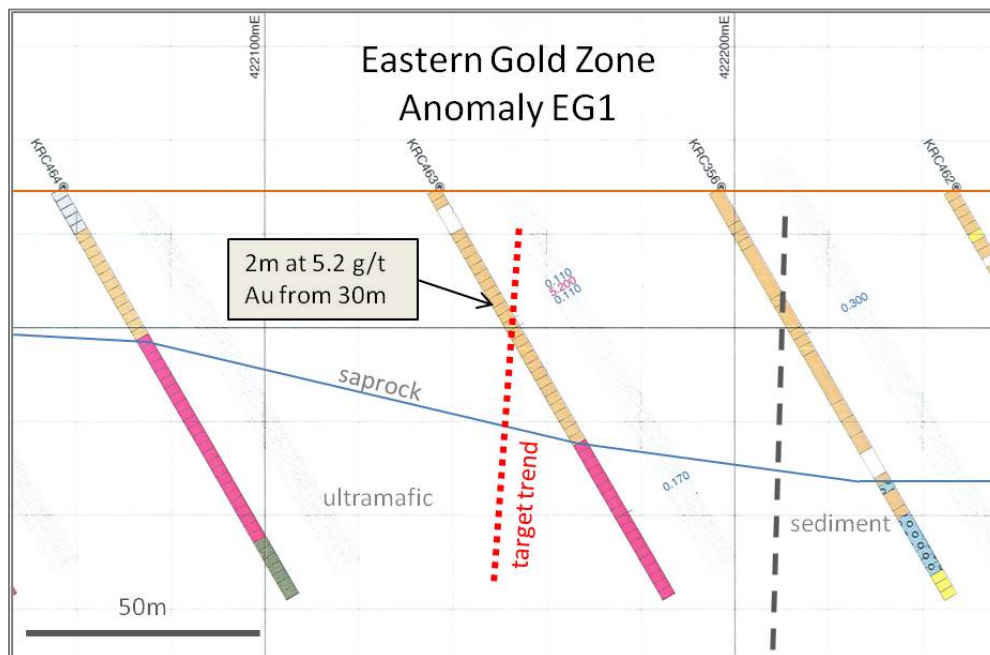 422100mE
422200mE
Eastern Gold Zone
Anomaly EG1
KRC464
KRC463
KRC356
KRC462
2m at 5.2 g/t
Au from 30m
0.110
5.200
0.110
0.300
saprock
0.170
ultramafic
target trend
sediment
50m